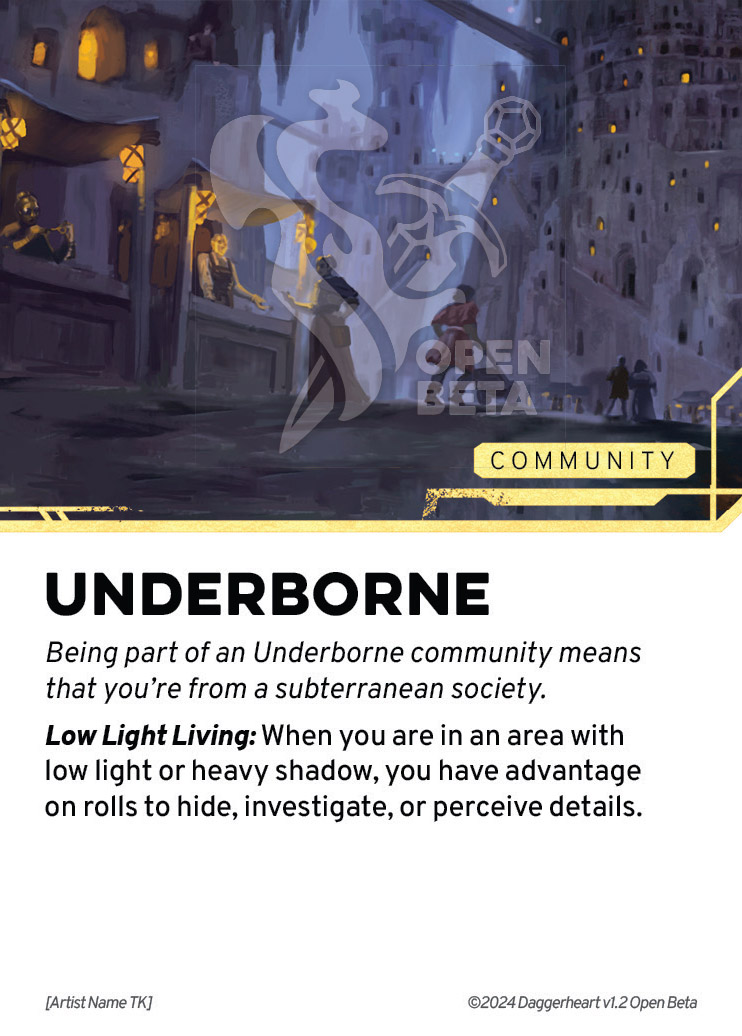 OPEN
BETA
COMMUNITY
UNDERBORNE
Being part of an Underborne community means
that you’re from a subterranean society.
Low Light Living: When you are in an area with
low light or heavy shadow, you have advantage
on rolls to hide, investigate, or perceive details.
[Artist Name TK]
©2024 Daggerheart v1.2 Open Beta